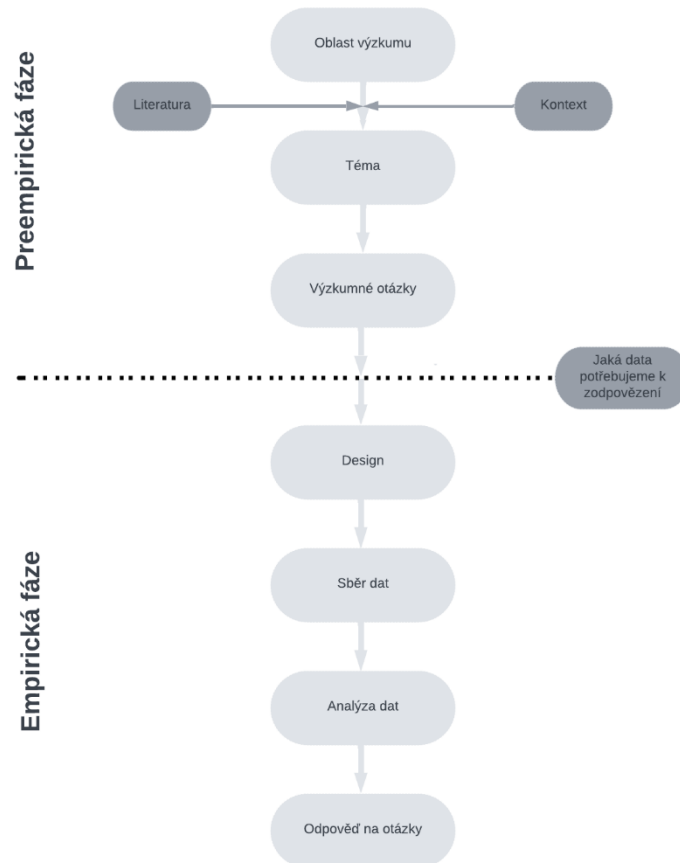 Preempirická fáze
Oblast výzkumu
Literatura
Kontext
Téma
Výzkumné otázky
Jaká data
potřebujeme k
zodpovězení
Empirická fáze
Design
Sběr dat
Analýza dat
Odpověď na otázky